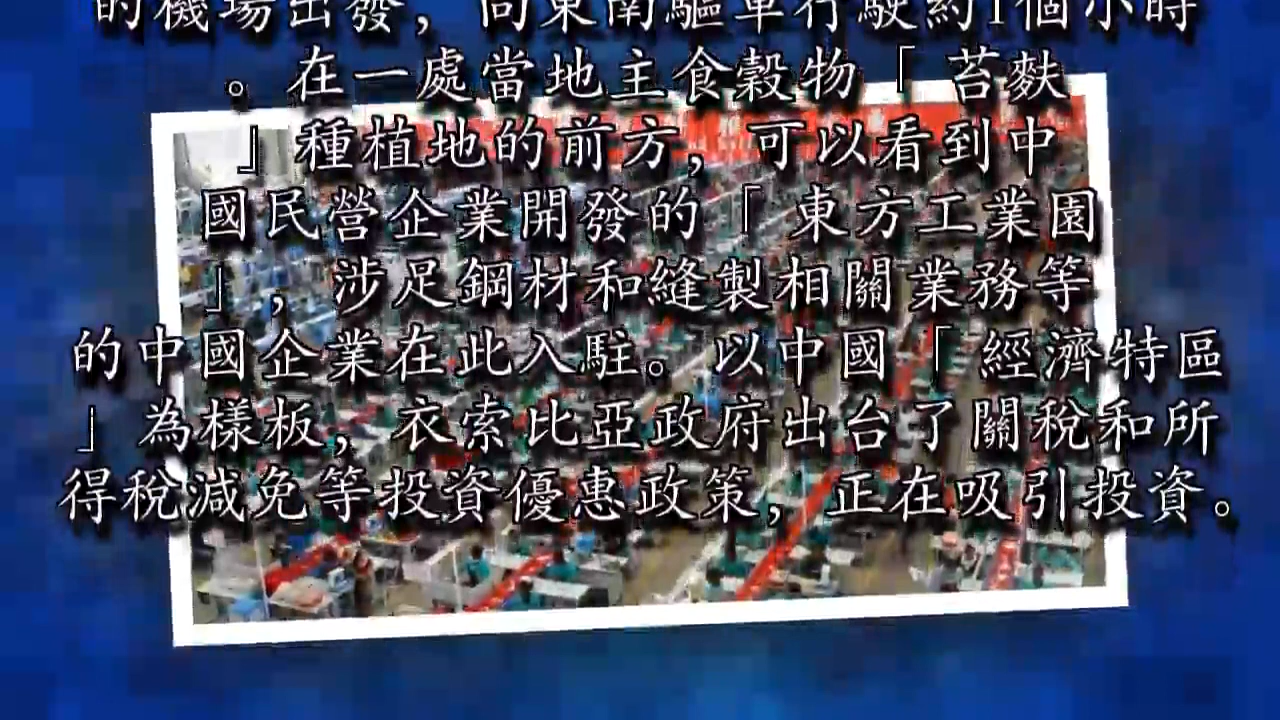 的機場出發，向東南驅車行駛約1個小時
。在一處當地主食穀物「苔麩
」種植地的前方，可以看到中
國民營企業開發的「東方工業園
」，涉足鋼材和縫製相關業務等
的中國企業在此入駐。以中國「經濟特區
」為樣板，衣索比亞政府出台了關稅和所
得稅減免等投資優惠政策，正在吸引投資。